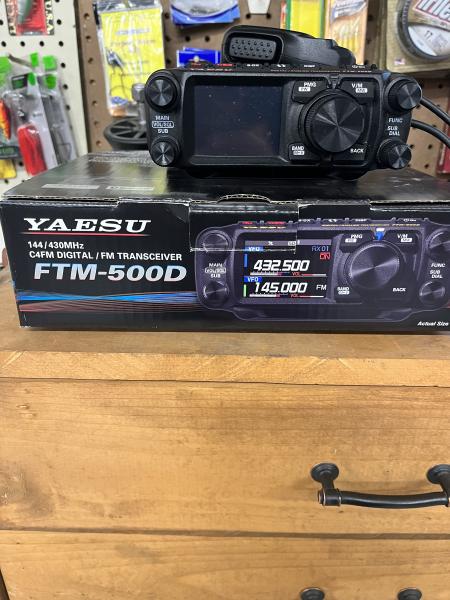 PMG
PW
V/M
MAIN
VOL/SQL
SUB
BAND
BACK
FUNC
SUB
DIAL
YAESU
144/430MHz
C4FM DIGITAL / FM TRANSCEIVER
FTM-500D
MAIN
VOL/SQL
SUB
VFO
432.500
VFO
145.000
FM
PMG
V/M
BAND
BACK
FUNC
SUB
DIAL
Actual Size